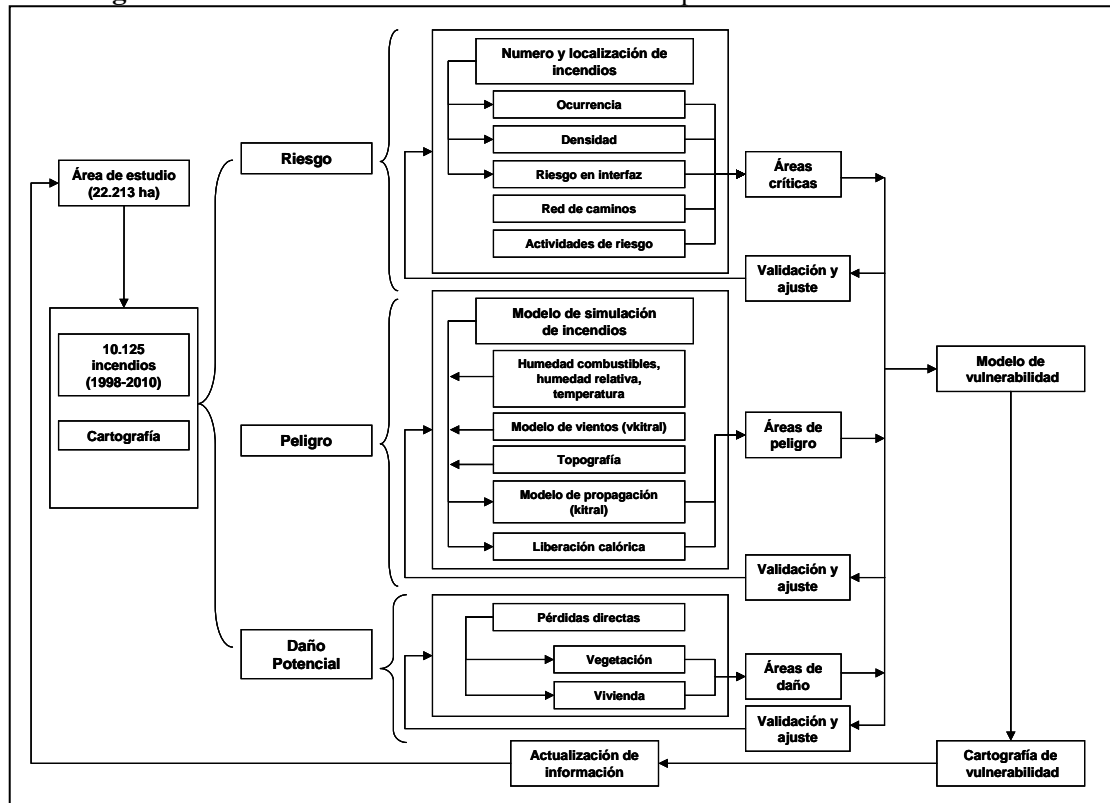 Numero y localización de
incendios
Ocurrencia
Densidad
Riesgo en interfaz
Red de caminos
Actividades de riesgo
Riesgo
Área de estudio
(22.213 ha)
Áreas
críticas
Validación y
ajuste
10.125
incendios
(1998-2010)
Cartografía
Peligro
Modelo de simulación
de incendios
Humedad combustibles,
humedad relativa,
temperatura
Modelo de vientos (vkitral)
Topografía
Modelo de propagación
(kitral)
Liberación calórica
Áreas de
peligro
Validación y
ajuste
Modelo de
vulnerabilidad
Daño
Potencial
Pérdidas directas
Vegetación
Vivienda
Áreas de
daño
Validación y
ajuste
Actualización de
información
Cartografía de
vulnerabilidad